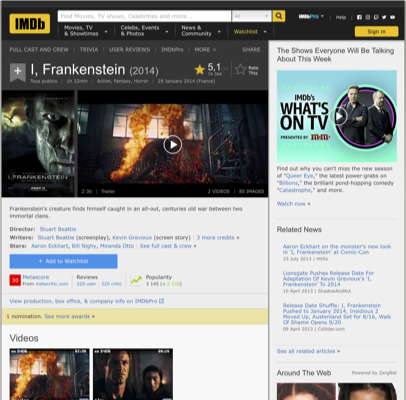 IMDb
Find Movies, TV shows, Celebrities and more...
All
IMDbPro
Help
Movies, TV & Showtimes
Celebs, Events & Photos
News & Community
Watchlist
Sign in
FULL CAST AND CREW | TRIVIA | USER REVIEWS | IMDbPro | MORE
SHARE
I, Frankenstein (2014)
5,1
Rate This
Tous publics | 1h 32min | Action, Fantasy, Horror | 29 January 2014 (France)
I, FRANKENSTEIN
2:30 | Trailer
2 VIDEOS | 85 IMAGES
Frankenstein's creature finds himself caught in an all-out, centuries old war between two immortal clans.
Director: Stuart Beattie
Writers: Stuart Beattie (screenplay), Kevin Grevioux (screen story) | 3 more credits »
Stars: Aaron Eckhart, Bill Nighy, Miranda Otto | See full cast & crew »
+ Add to Watchlist
30 Metascore
From metacritic.com
Reviews
320 user | 320 critic
Popularity
View production, box office, & company info on IMDbPro
1 nomination. See more awards »
Videos
The Shows Everyone Will Be Talking About This Week
IMDb's
WHAT'S ON TV
PRESENTED BY m&m's
Find out why you can't miss the new season of "Queer Eye," the latest power-grabs on "Billions," the brilliant pond-hopping comedy "Catastrophe," and more.
Watch now »
Related News
Aaron Eckhart on the monster's new look in 'I, Frankenstein' at Comic-Con
23 July 2013 | Hitfix
Lionsgate Pushes Release Date For Adaptation Of Kevin Grevioux's 'I, Frankenstein' To 2014
10 April 2013 | ShadowAndAct
Release Date Shuffle: I, Frankenstein Pushed to January 2014, Insidious 2 Moved Up, Austenland Set for 8/16, Walk Of Shame Opens 9/20
09 April 2013 | Collider
See all related articles »
Around The Web
Powered by ZergNet